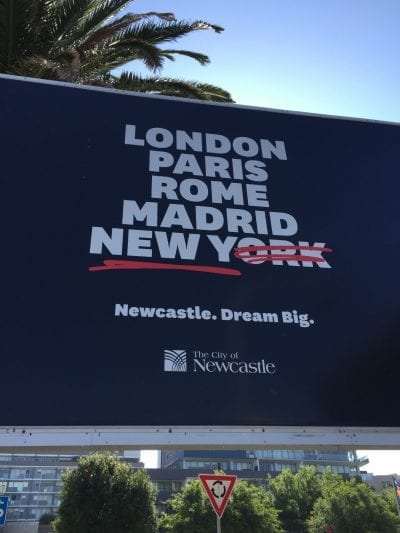 LONDON
PARIS
ROME
MADRID
NEW YORK
Newcastle. Dream Big.
The City of
Newcastle